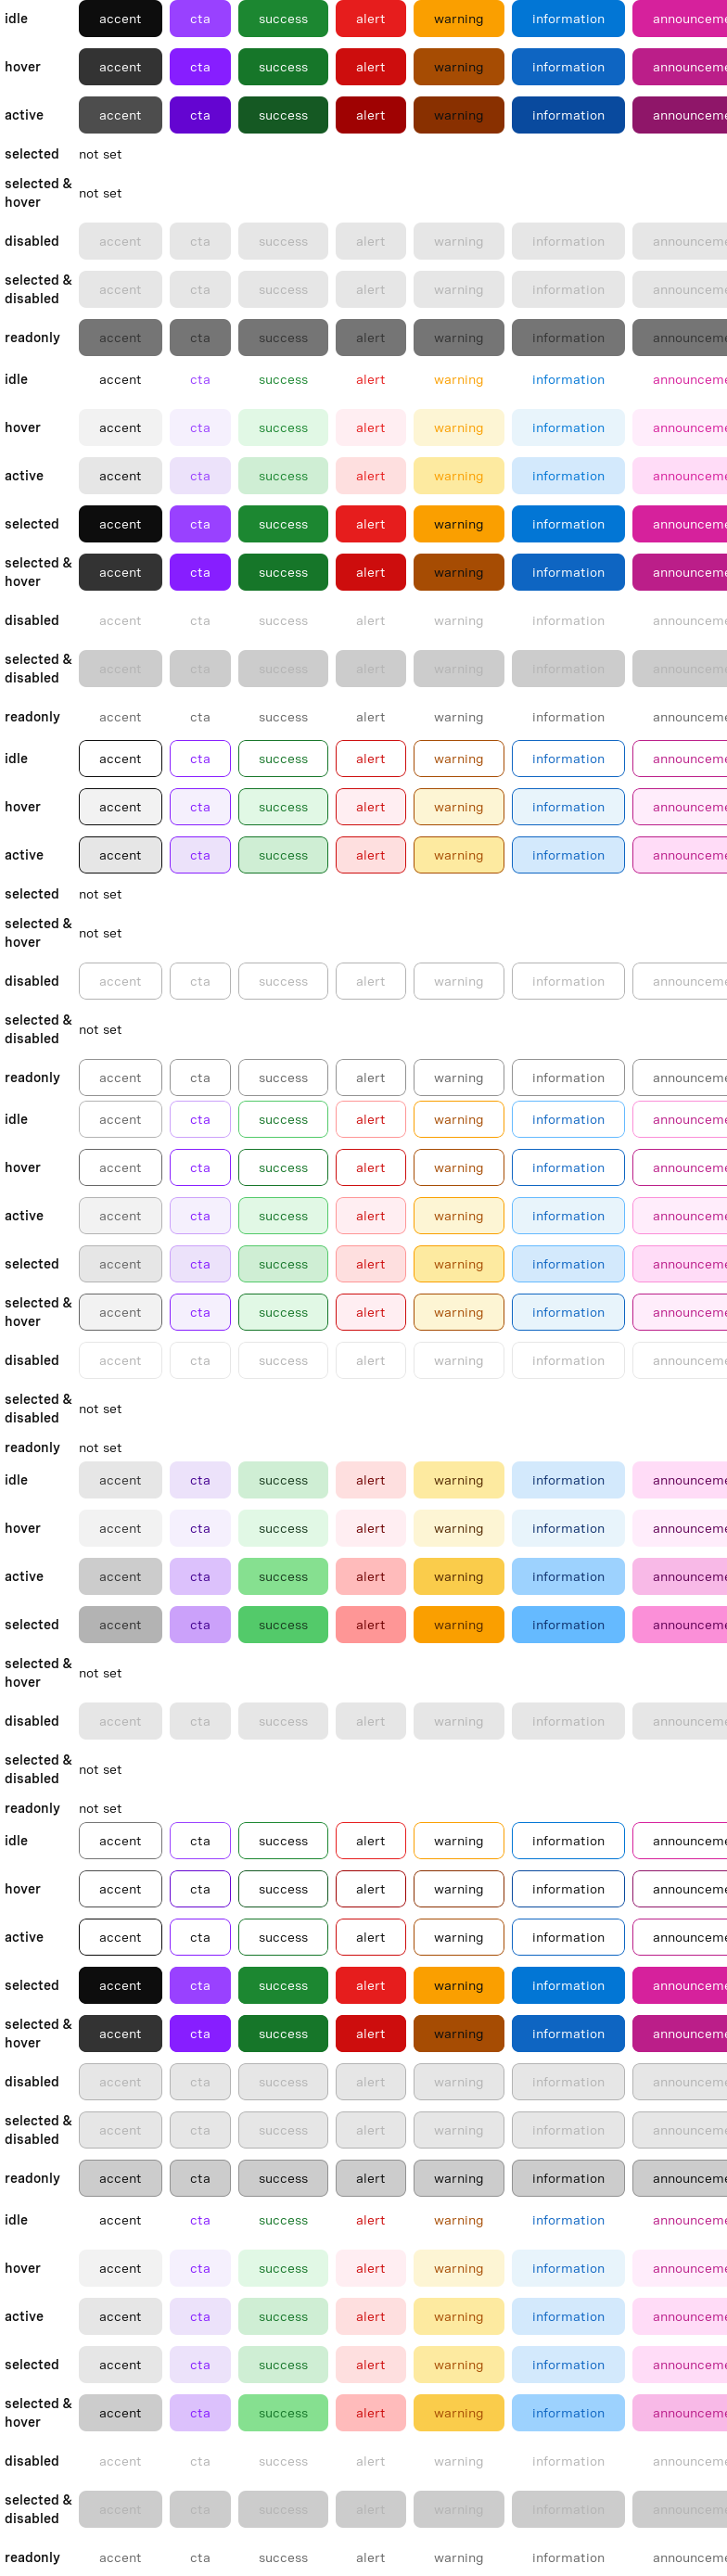 idle accent cta success alert warning information announceme
hover accent cta success alert warning information announceme
active accent cta success alert warning information announceme
selected not set
selected &
hover not set
disabled accent cta success alert warning information announceme
selected &
disabled accent cta success alert warning information announceme
readonly accent cta success alert warning information announceme
idle accent cta success alert warning information announceme
hover accent cta success alert warning information announceme
active accent cta success alert warning information announceme
selected accent cta success alert warning information announceme
selected &
hover accent cta success alert warning information announceme
disabled accent cta success alert warning information announceme
selected &
disabled accent cta success alert warning information announceme
readonly accent cta success alert warning information announceme
idle accent cta success alert warning information announceme
hover accent cta success alert warning information announceme
active accent cta success alert warning information announceme
selected not set
selected &
hover not set
disabled accent cta success alert warning information announceme
selected &
disabled not set
readonly accent cta success alert warning information announceme
idle accent cta success alert warning information announceme
hover accent cta success alert warning information announceme
active accent cta success alert warning information announceme
selected accent cta success alert warning information announceme
selected &
hover accent cta success alert warning information announceme
disabled accent cta success alert warning information announceme
selected &
disabled not set
readonly not set
idle accent cta success alert warning information announceme
hover accent cta success alert warning information announceme
active accent cta success alert warning information announceme
selected accent cta success alert warning information announceme
selected &
hover not set
disabled accent cta success alert warning information announceme
selected &
disabled not set
readonly not set
idle accent cta success alert warning information announceme
hover accent cta success alert warning information announceme
active accent cta success alert warning information announceme
selected accent cta success alert warning information announceme
selected &
hover accent cta success alert warning information announceme
disabled accent cta success alert warning information announceme
selected &
disabled accent cta success alert warning information announceme
readonly accent cta success alert warning information announceme
idle accent cta success alert warning information announceme
hover accent cta success alert warning information announceme
active accent cta success alert warning information announceme
selected accent cta success alert warning information announceme
selected &
hover accent cta success alert warning information announceme
disabled accent cta success alert warning information announceme
selected &
disabled accent cta success alert warning information announceme
readonly accent cta success alert warning information announceme